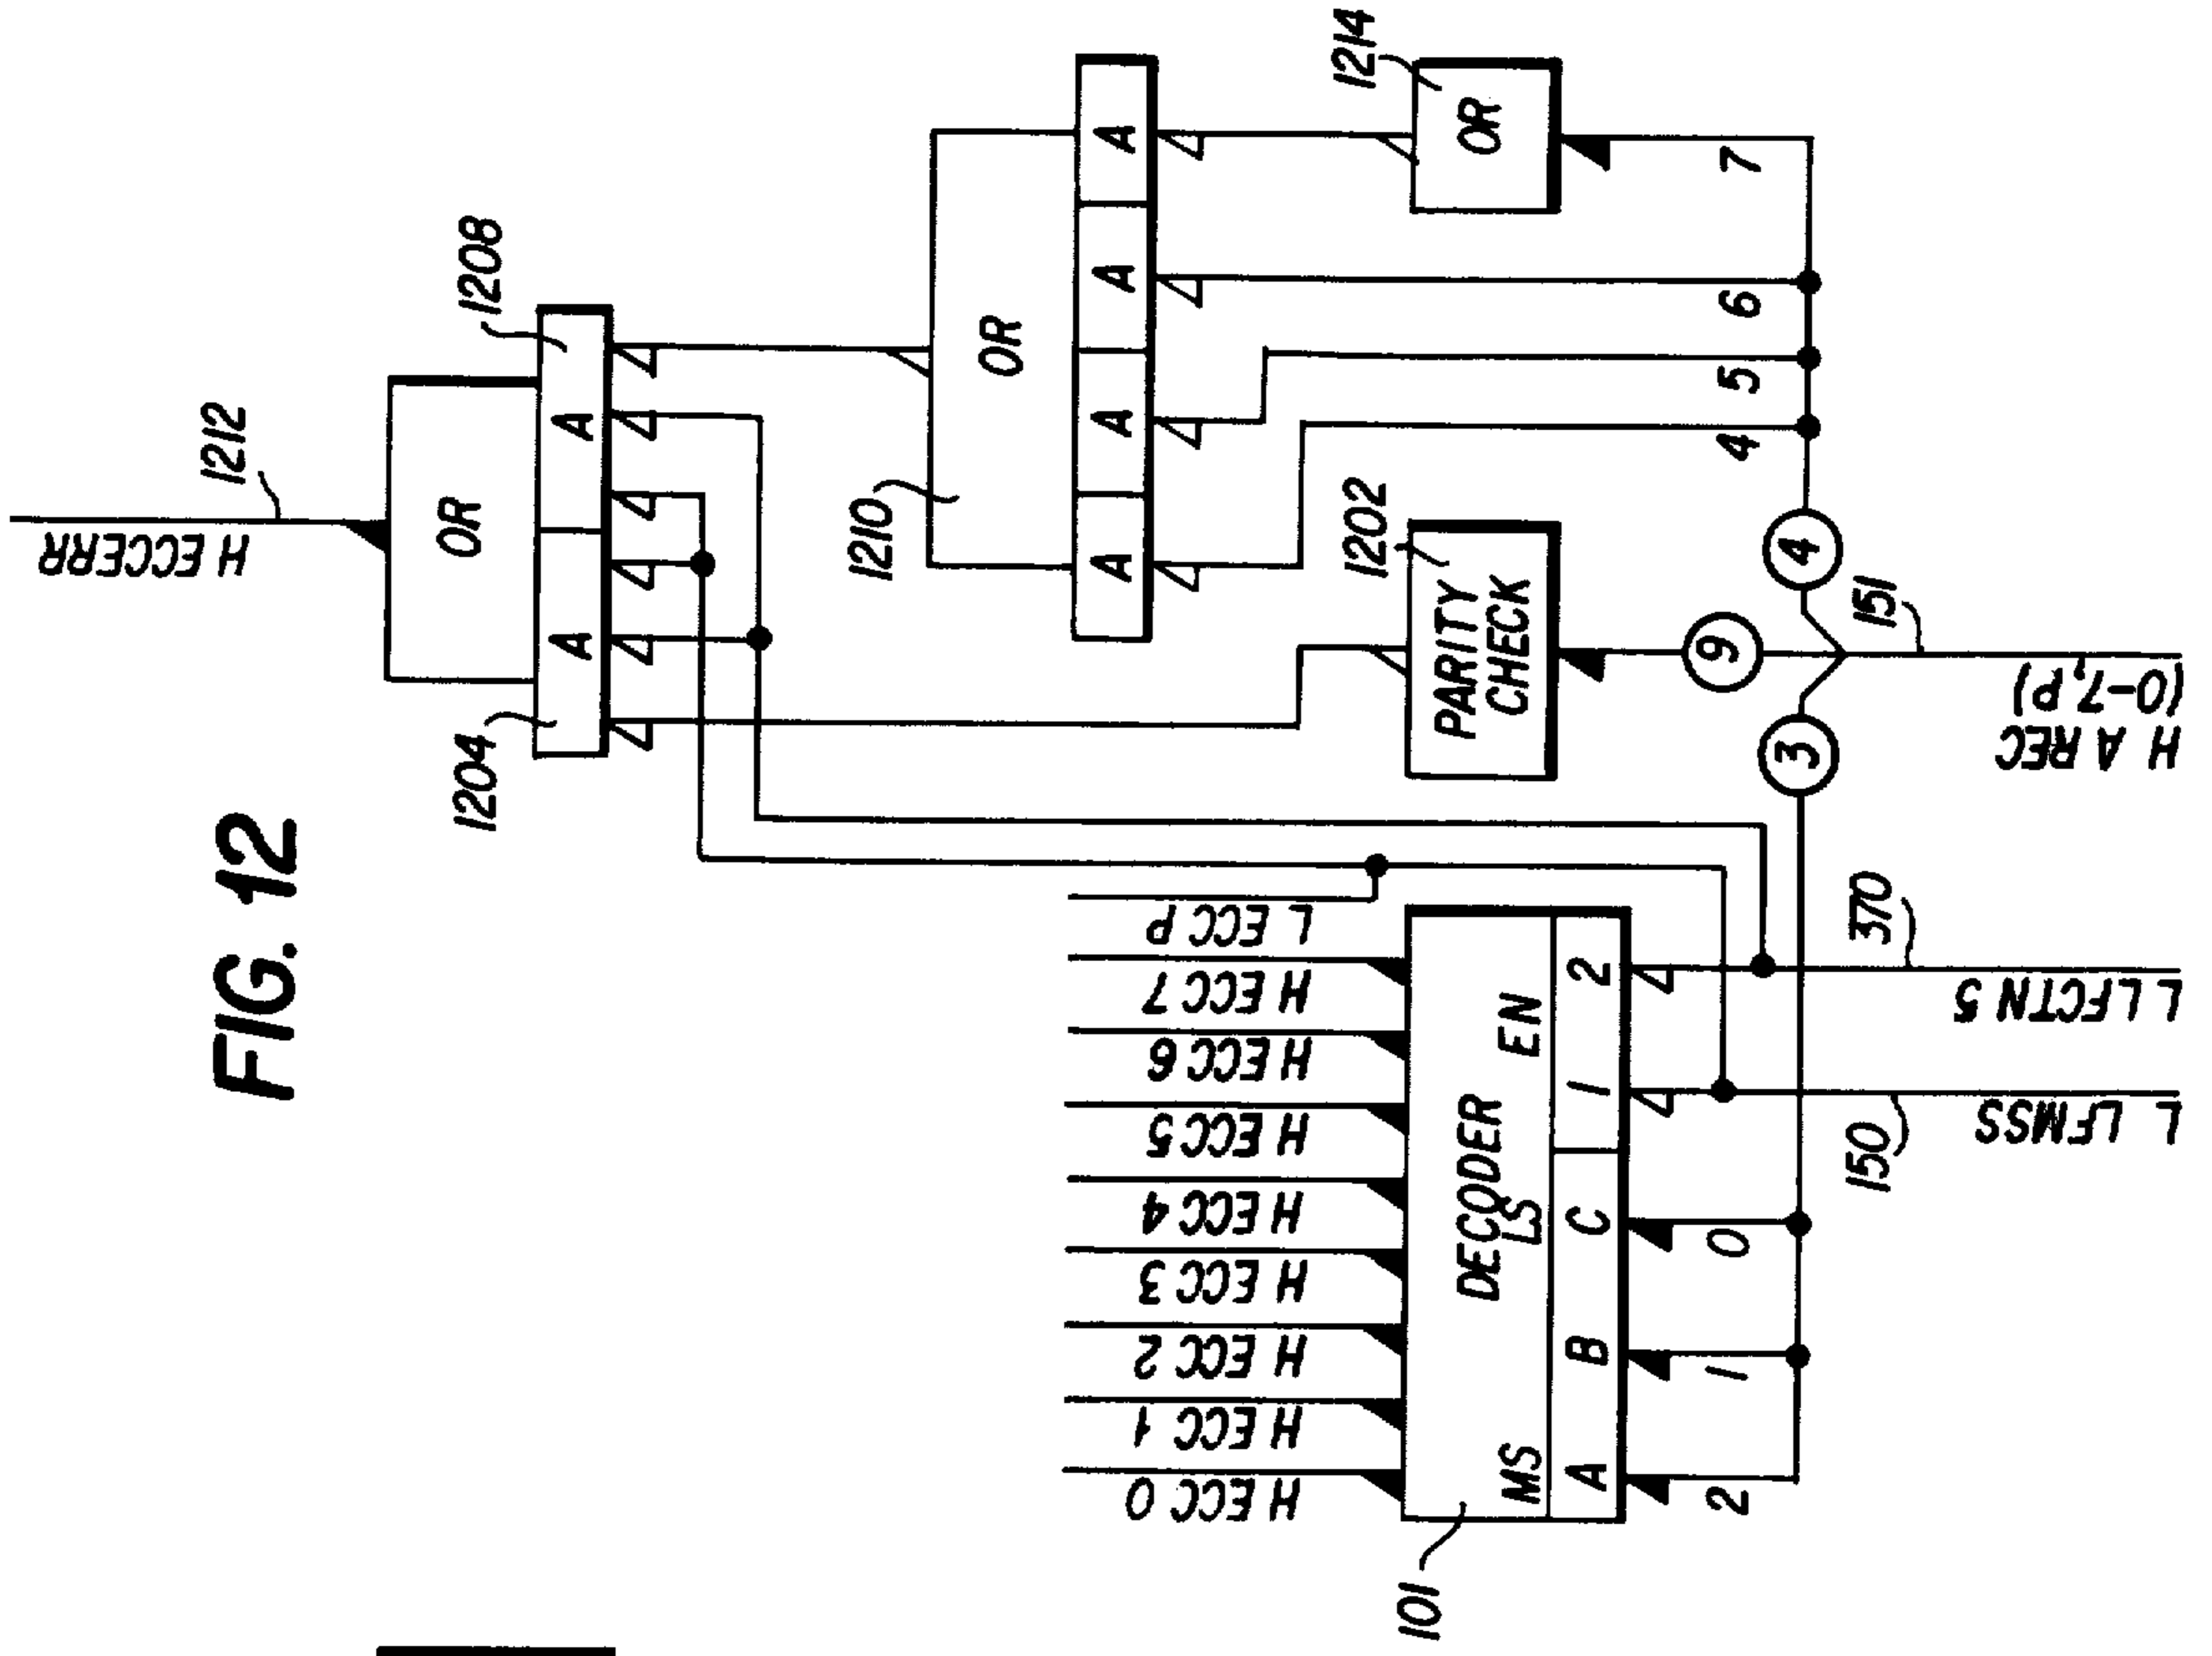 FIG. 12
H ECCERR
1212
OR
1204
A
A
1208
1210
OR
A
A
A
A
OR
1214
1202
PARITY
CHECK
9
4
3
4
5
6
7
H A REC
(0-7,P)
151
H ECC 0
H ECC 1
H ECC 2
H ECC 3
H ECC 4
H ECC 5
H ECC 6
H ECC 7
L ECC P
101
DECODER
MS
LS
EN
A
B
C
1
2
2
1
0
150
L LFMSS
370
L LFCTN 5